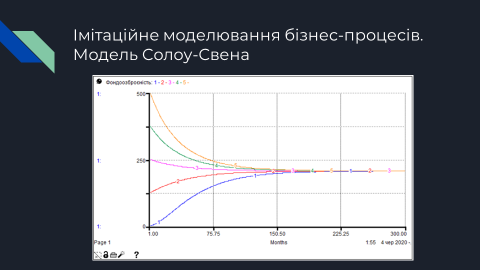 Імітаційне моделювання бізнес-процесів.
Модель Солоу-Свена
Фондоозброєність: 1 - 2 - 3 - 4 - 5 -
1: 500
1: 250
1: 0
1.00 75.75 150.50 225.25 300.00
Page 1 Months 1:55 4 чер 2020
?